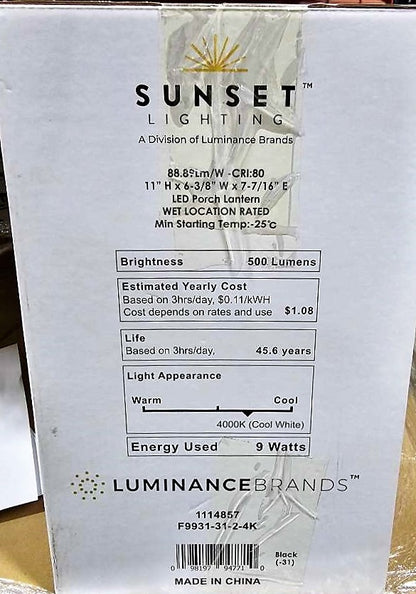 SUNSET™
LIGHTING
A Division of Luminance Brands
88.89Lm/W -CRI:80
11" H x 6-3/8" W x 7-7/16" E
LED Porch Lantern
WET LOCATION RATED
Min Starting Temp:-25°c
Brightness 500 Lumens
Estimated Yearly Cost
Based on 3hrs/day, $0.11/kWH
Cost depends on rates and use $1.08
Life
Based on 3hrs/day, 45.6 years
Light Appearance
Warm Cool
4000K (Cool White)
Energy Used 9 Watts
LUMINANCEBRANDS™
1114857
F9931-31-2-4K
0 98197 94771 0
Black
(-31)
MADE IN CHINA